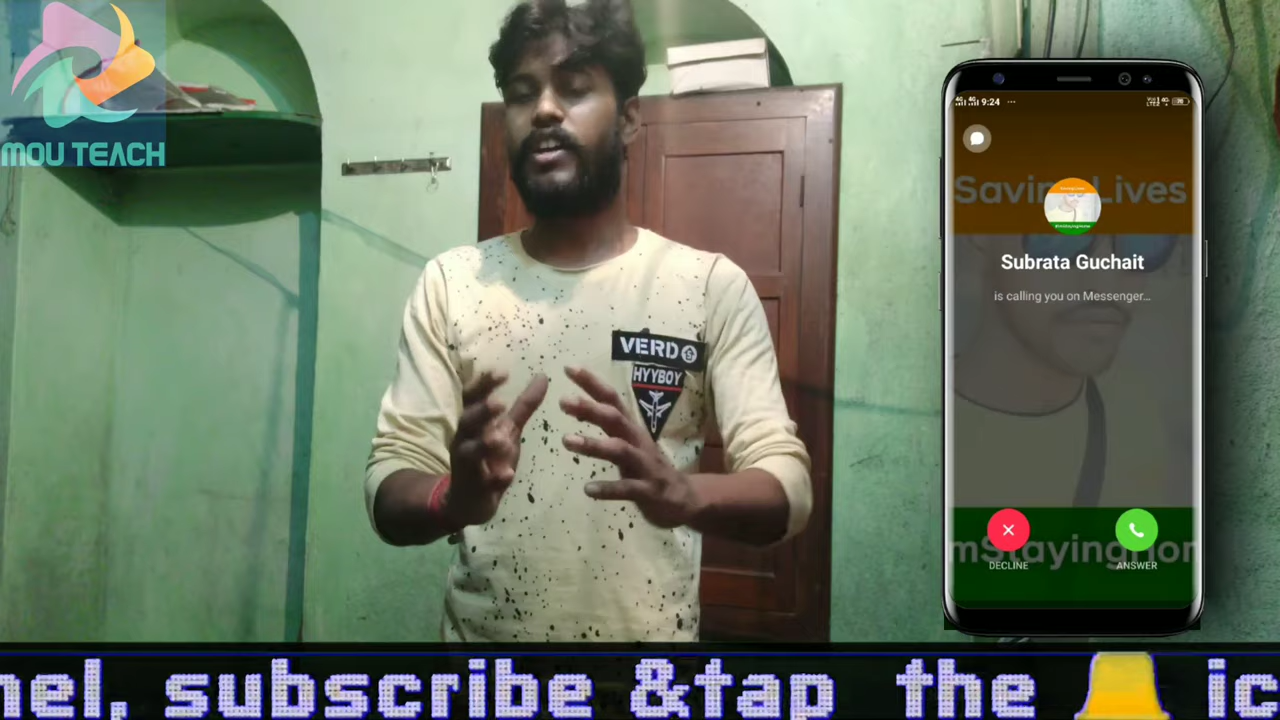 MOU TEACH
VERD
HYYBOY
9:24
Saving Lives
Subrata Guchait
is calling you on Messenger...
mStayingHom
DECLINE
ANSWER
nel, subscribe &tap the 🔔 ic